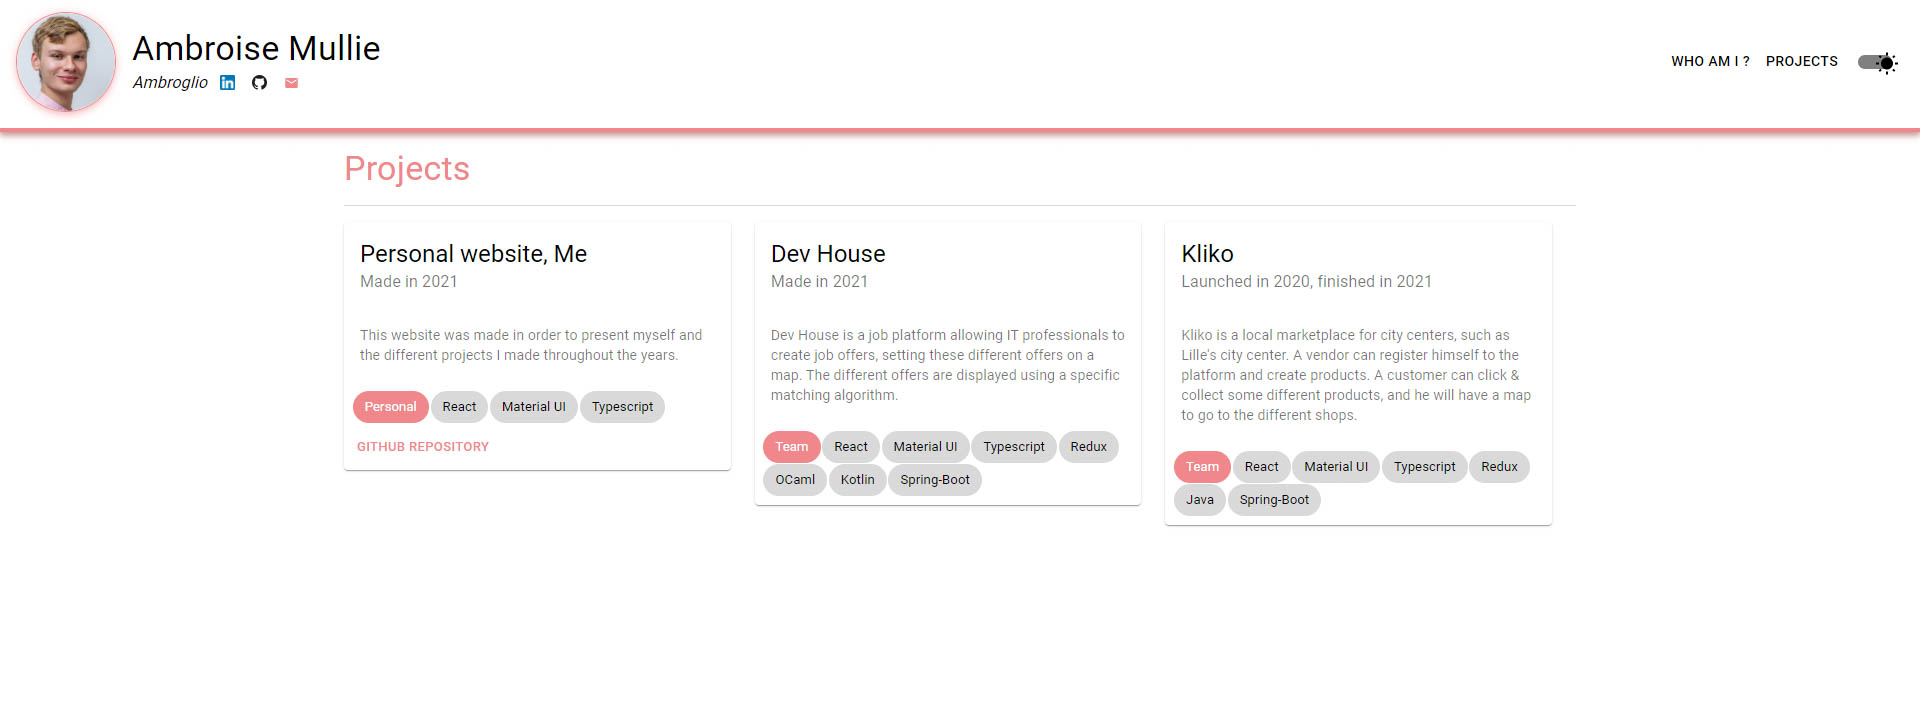 Ambroise Mullie
Ambroglio
in
WHO AM I ?
PROJECTS
Projects
Personal website, Me
Made in 2021
This website was made in order to present myself and
the different projects I made throughout the years.
Personal
React
Material UI
Typescript
GITHUB REPOSITORY
Dev House
Made in 2021
Dev House is a job platform allowing IT professionals to
create job offers, setting these different offers on a
map. The different offers are displayed using a specific
matching algorithm.
Team
React
Material UI
Typescript
Redux
OCaml
Kotlin
Spring-Boot
Kliko
Launched in 2020, finished in 2021
Kliko is a local marketplace for city centers, such as
Lille's city center. A vendor can register himself to the
platform and create products. A customer can click &
collect some different products, and he will have a map
to go to the different shops.
Team
React
Material UI
Typescript
Redux
Java
Spring-Boot